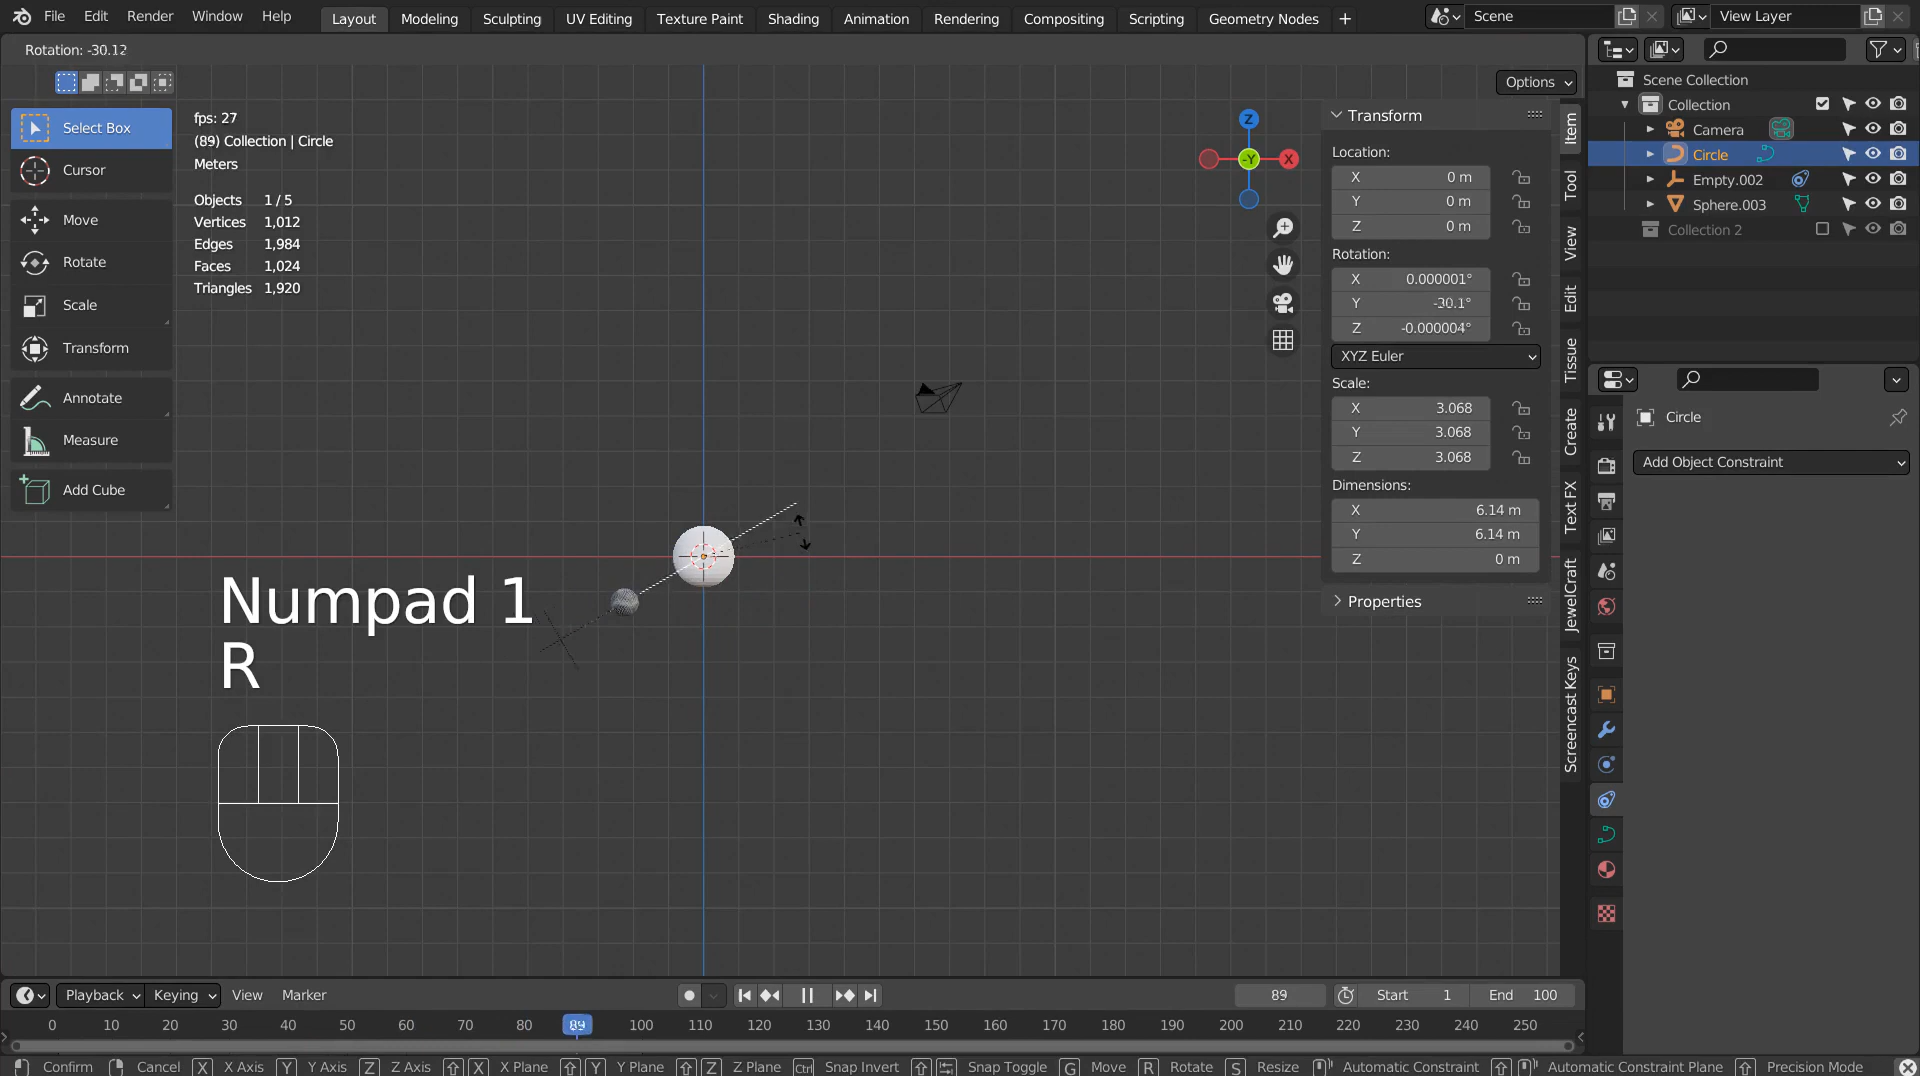 File Edit Render Window Help Layout Modeling Sculpting UV Editing Texture Paint Shading Animation Rendering Compositing Scripting Geometry Nodes + Scene View Layer
Rotation: -30.12
Options
Select Box
Cursor
Move
Rotate
Scale
Transform
Annotate
Measure
Add Cube
fps: 27
(89) Collection | Circle
Meters
Objects 1 / 5
Vertices 1,012
Edges 1,984
Faces 1,024
Triangles 1,920
Numpad 1
R
Z
-Y
X
Transform
Location:
X 0 m
Y 0 m
Z 0 m
Rotation:
X 0.000001°
Y -30.1°
Z -0.000004°
XYZ Euler
Scale:
X 3.068
Y 3.068
Z 3.068
Dimensions:
X 6.14 m
Y 6.14 m
Z 0 m
Properties
Item
Tool
View
Edit
Tissue
Create
Text FX
JewelCraft
Screencast Keys
Scene Collection
Collection
Camera
Circle
Empty.002
Sphere.003
Collection 2
Circle
Add Object Constraint
Playback Keying View Marker 89 Start 1 End 100
0 10 20 30 40 50 60 70 80 89 100 110 120 130 140 150 160 170 180 190 200 210 220 230 240 250
Confirm Cancel X X Axis Y Y Axis Z Z Axis X X Plane Y Y Plane Z Z Plane Ctrl Snap Invert Snap Toggle G Move R Rotate S Resize Automatic Constraint Automatic Constraint Plane Precision Mode